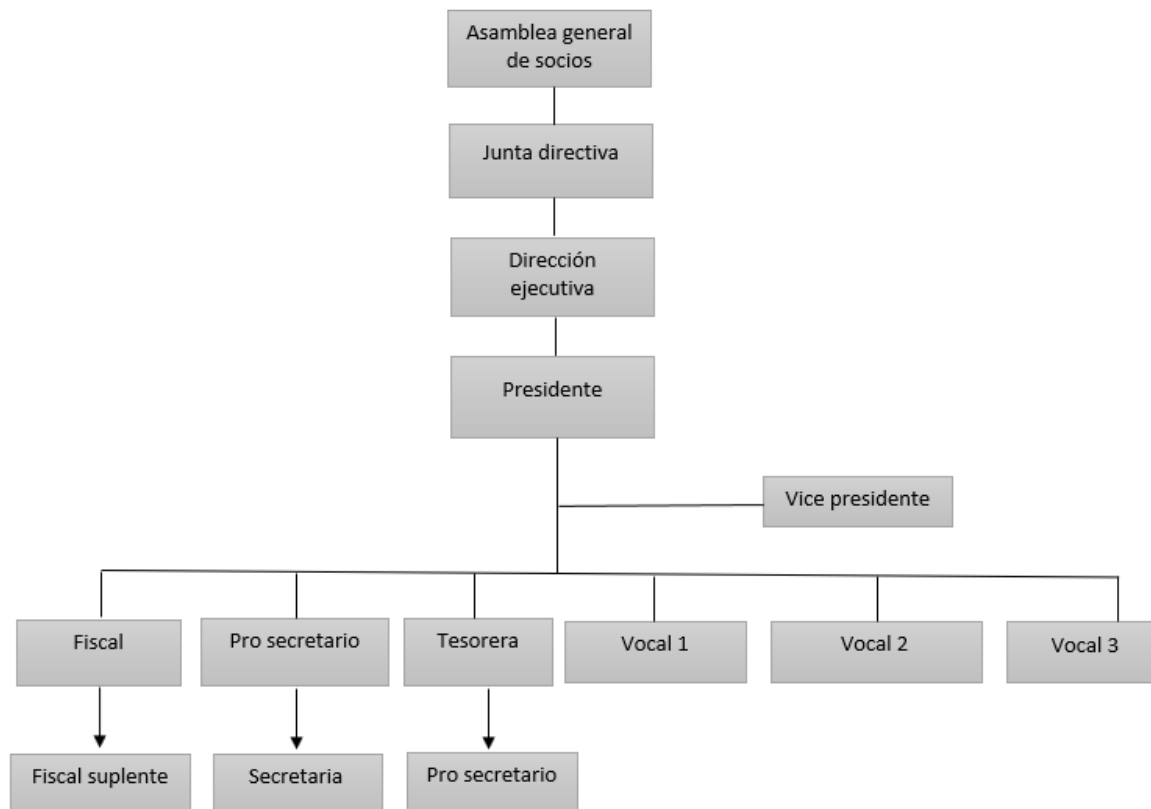 Asamblea general
de socios
Junta directiva
Dirección
ejecutiva
Presidente
Vice presidente
Fiscal
Pro secretario
Tesorera
Vocal 1
Vocal 2
Vocal 3
Fiscal suplente
Secretaria
Pro secretario